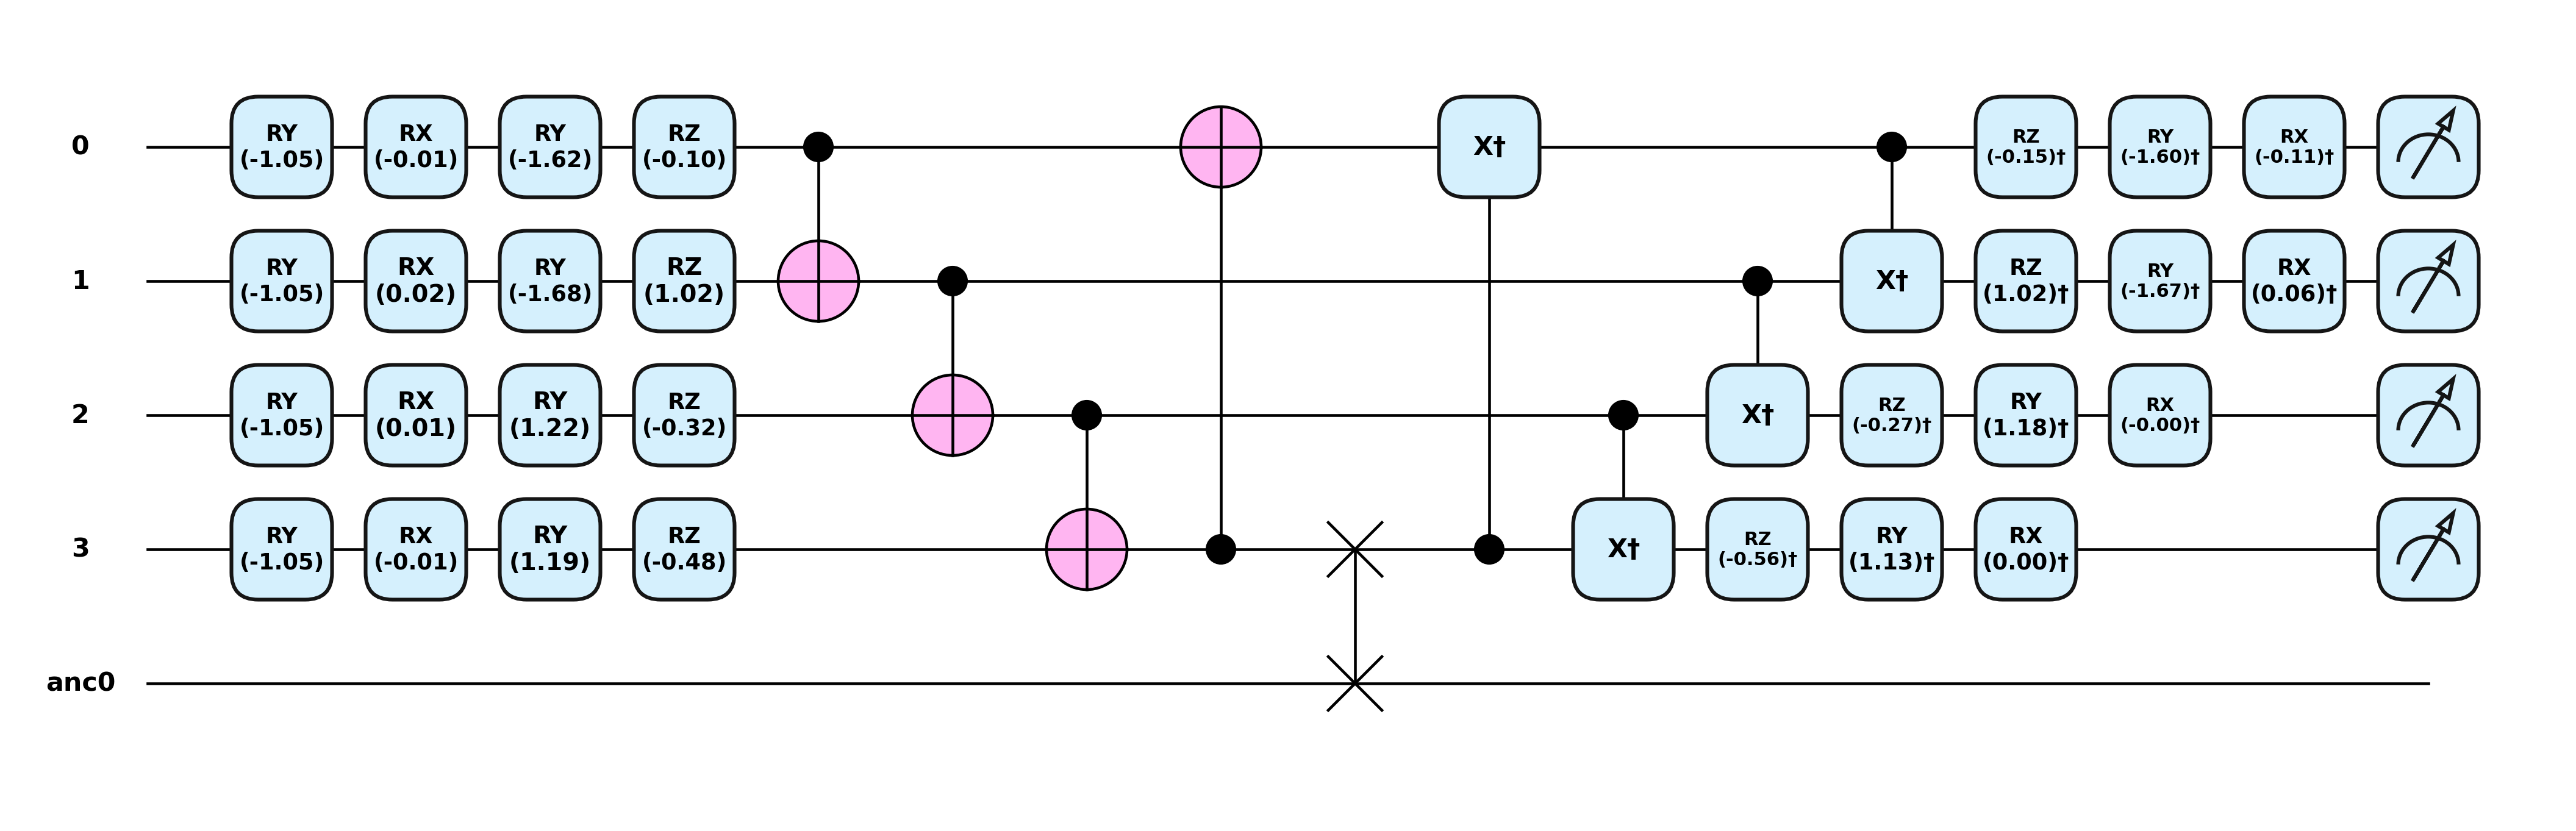 0
RY
(-1.05)
RX
(-0.01)
RY
(-1.62)
RZ
(-0.10)
X†
RZ
(-0.15)†
RY
(-1.60)†
RX
(-0.11)†
1
RY
(-1.05)
RX
(0.02)
RY
(-1.68)
RZ
(1.02)
X†
RZ
(1.02)†
RY
(-1.67)†
RX
(0.06)†
2
RY
(-1.05)
RX
(0.01)
RY
(1.22)
RZ
(-0.32)
X†
RZ
(-0.27)†
RY
(1.18)†
RX
(-0.00)†
3
RY
(-1.05)
RX
(-0.01)
RY
(1.19)
RZ
(-0.48)
X†
RZ
(-0.56)†
RY
(1.13)†
RX
(0.00)†
anc0